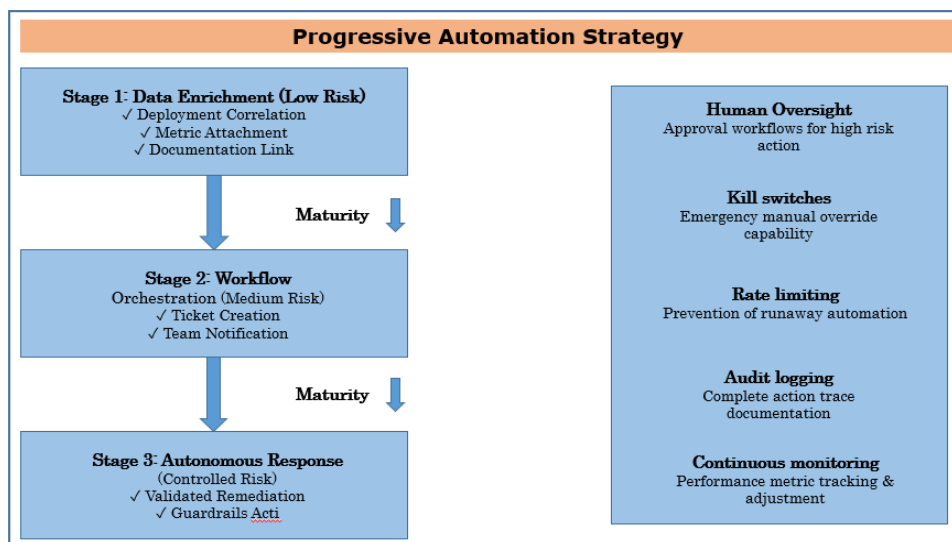 Progressive Automation Strategy
Stage 1: Data Enrichment (Low Risk)
✓ Deployment Correlation
✓ Metric Attachment
✓ Documentation Link
Maturity
Stage 2: Workflow
Orchestration (Medium Risk)
✓ Ticket Creation
✓ Team Notification
Maturity
Stage 3: Autonomous Response
(Controlled Risk)
✓ Validated Remediation
✓ Guardrails Acti
Human Oversight
Approval workflows for high risk
action
Kill switches
Emergency manual override
capability
Rate limiting
Prevention of runaway automation
Audit logging
Complete action trace
documentation
Continuous monitoring
Performance metric tracking &
adjustment